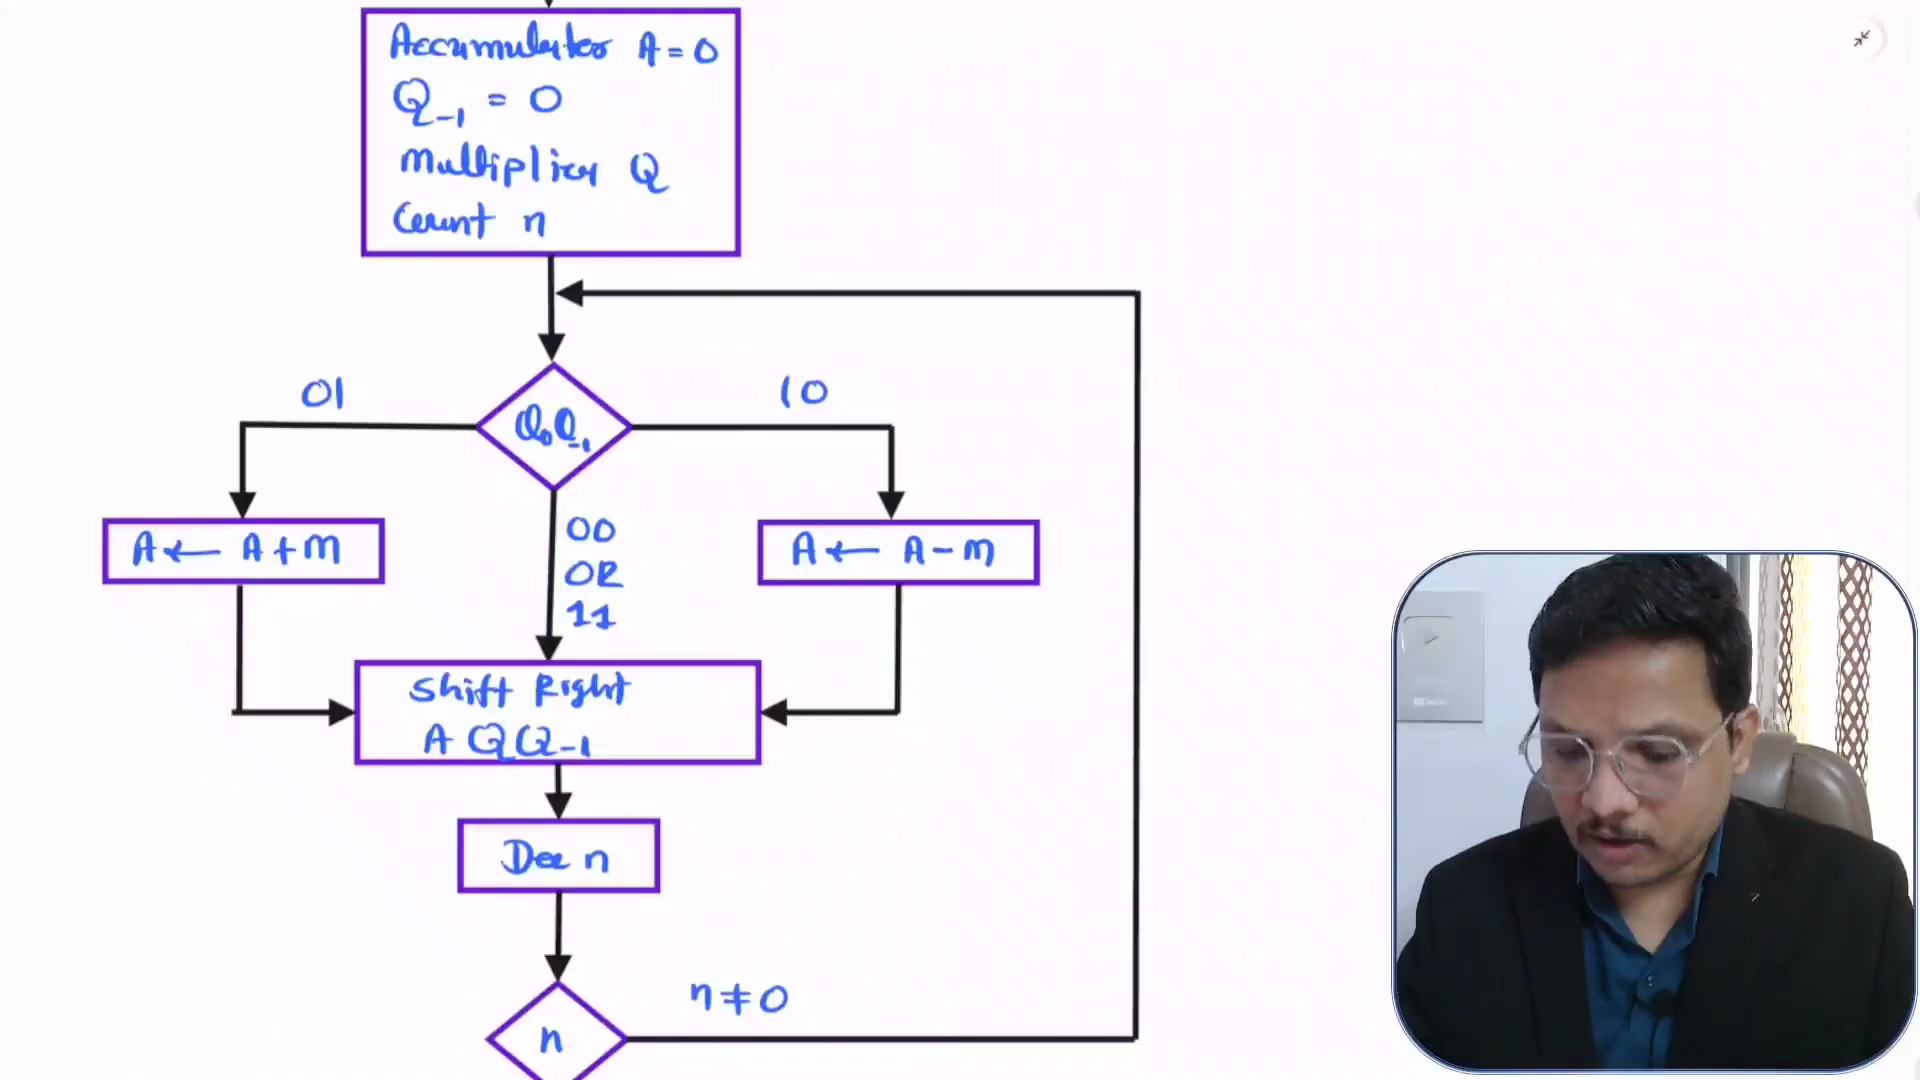 Accumulator A = 0
Q-1 = 0
Multiplier Q
Count n
01
10
Q0Q-1
A ← A + M
00
OR
11
A ← A - M
Shift Right
A Q Q-1
Dec n
n ≠ 0
n